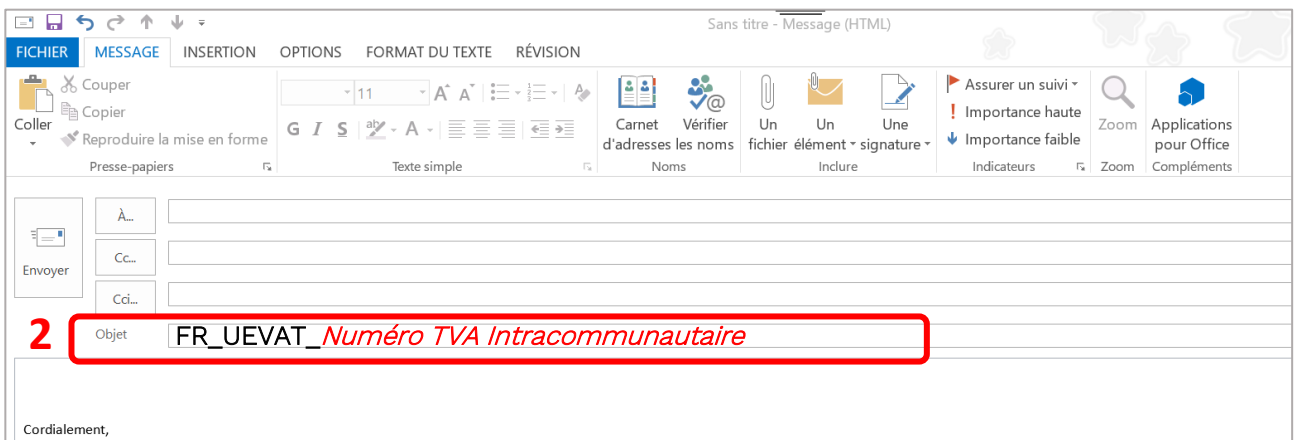 Sans titre - Message (HTML)
FICHIER MESSAGE INSERTION OPTIONS FORMAT DU TEXTE RÉVISION
Coller
Couper
Copier
Reproduire la mise en forme
Presse-papiers
11
G I S
Texte simple
Carnet d'adresses
Vérifier les noms
Noms
Un fichier
Un élément
Une signature
Inclure
Assurer un suivi
Importance haute
Importance faible
Indicateurs
Zoom
Zoom
Applications pour Office
Compléments
Envoyer
À...
Cc...
Cci...
2
Objet
FR_UEVAT_Numéro TVA Intracommunautaire
Cordialement,